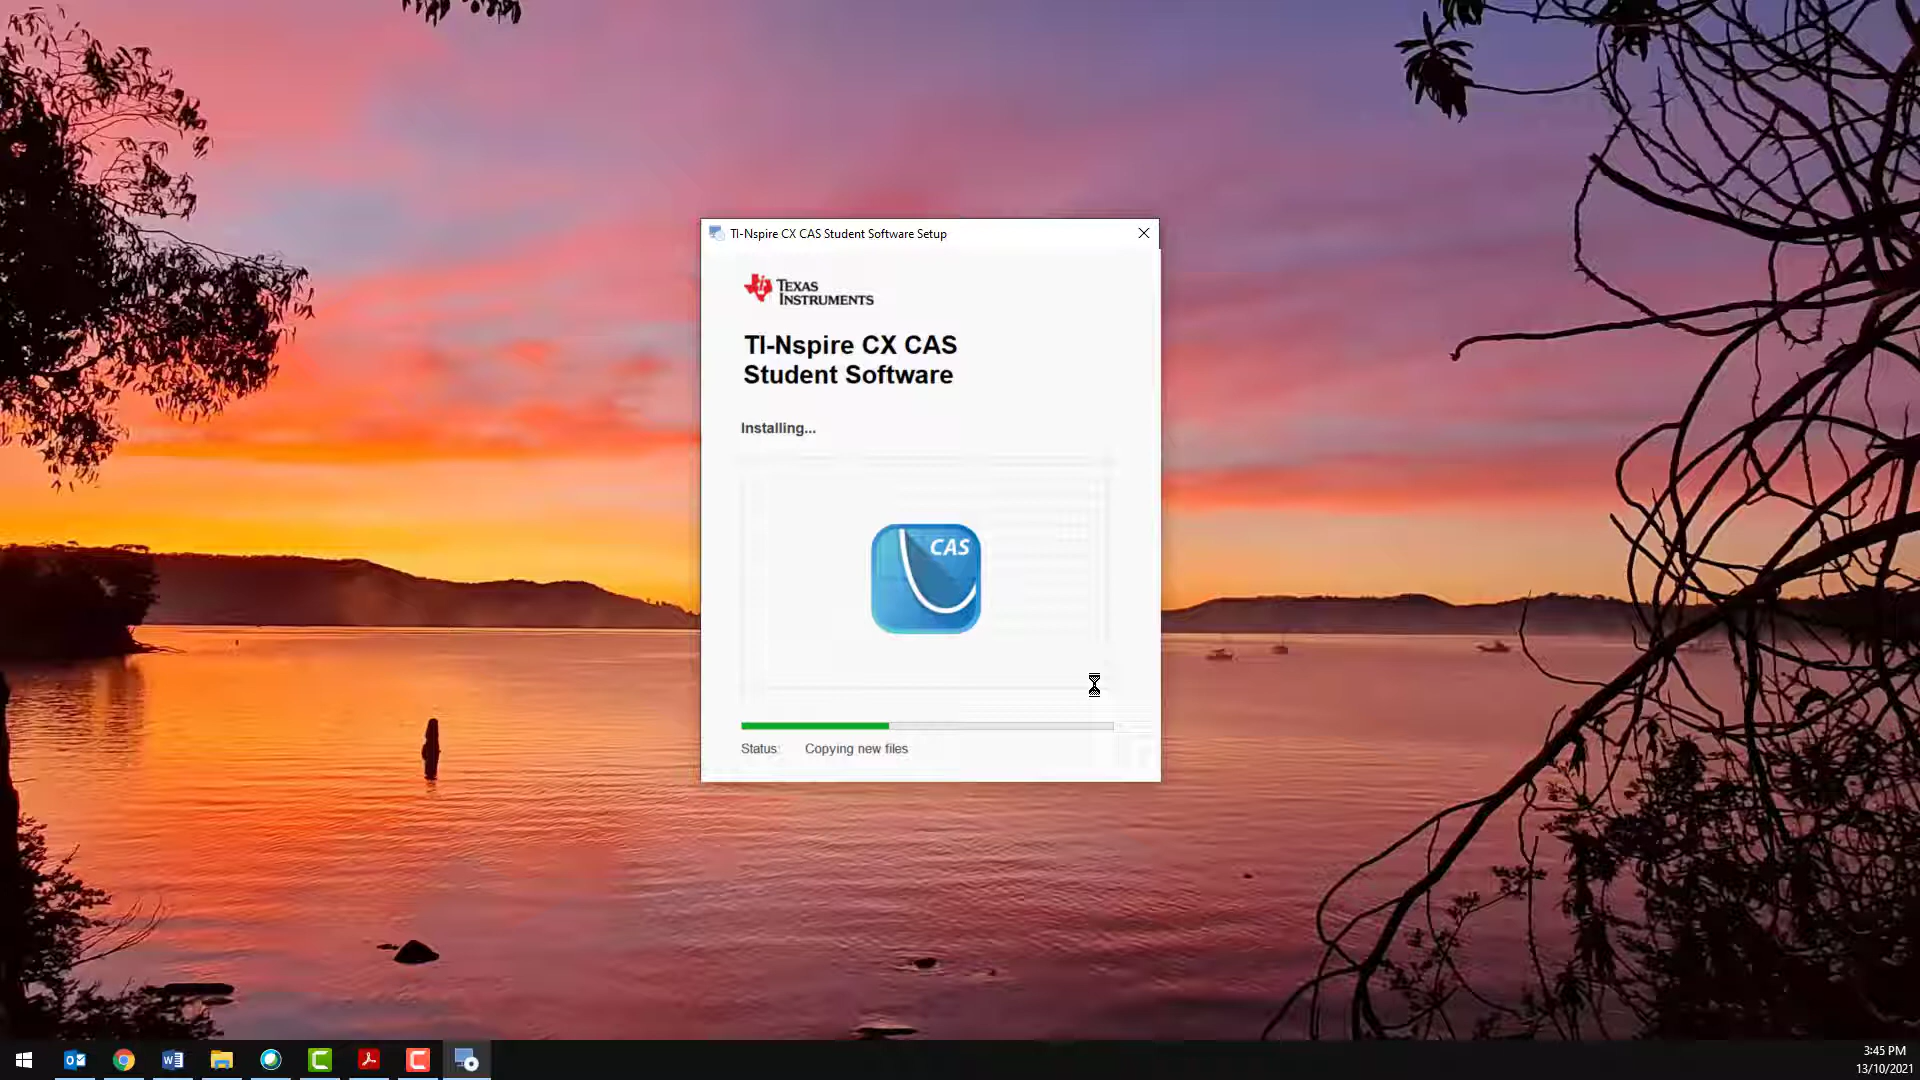 TI-Nspire CX CAS Student Software Setup
TEXAS
INSTRUMENTS
TI-Nspire CX CAS
Student Software
Installing...
CAS
Status: Copying new files
3:45 PM
13/10/2021